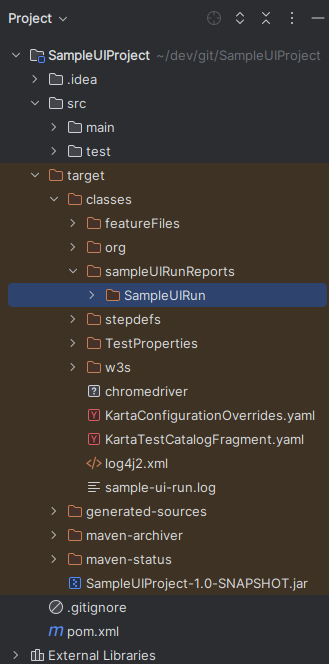 Project
SampleUIProject ~/dev/git/SampleUIProject
.idea
src
main
test
target
classes
featureFiles
org
sampleUIRunReports
SampleUIRun
stepdefs
TestProperties
w3s
chromedriver
KartaConfigurationOverrides.yaml
KartaTestCatalogFragment.yaml
log4j2.xml
sample-ui-run.log
generated-sources
maven-archiver
maven-status
SampleUIProject-1.0-SNAPSHOT.jar
.gitignore
pom.xml
External Libraries